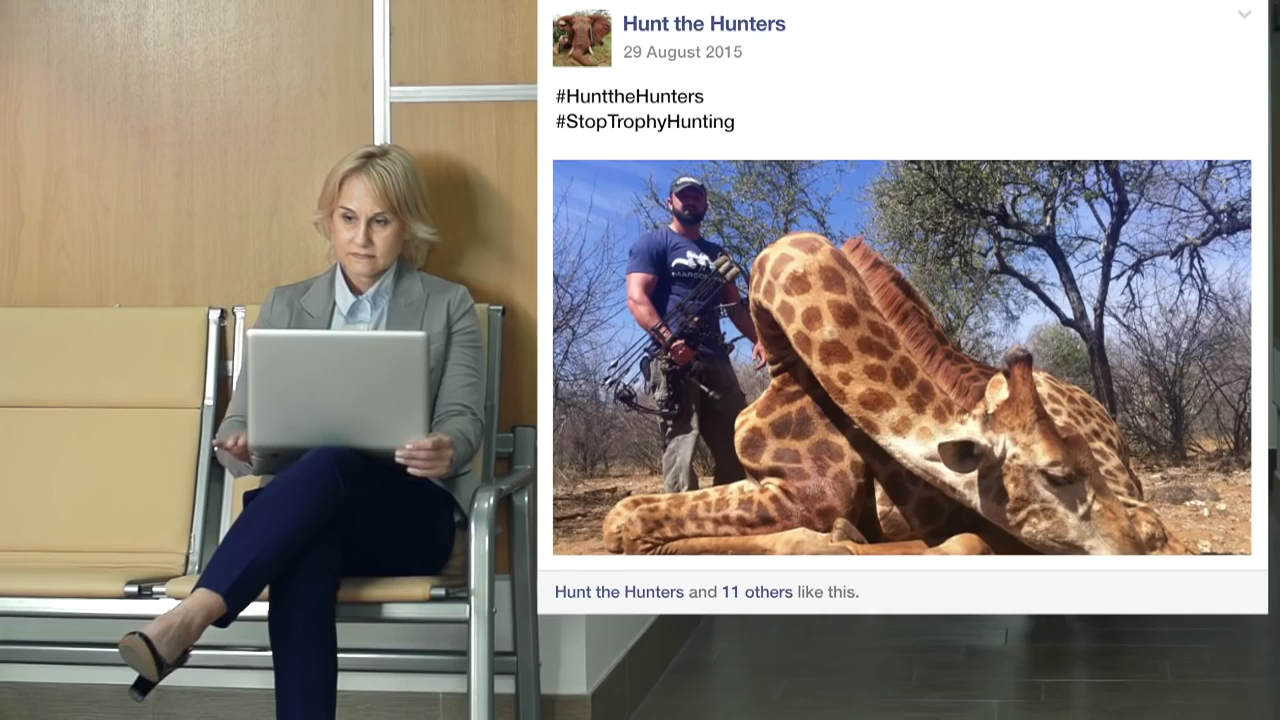 Hunt the Hunters
29 August 2015
#HunttheHunters
#StopTrophyHunting
Hunt the Hunters and 11 others like this.